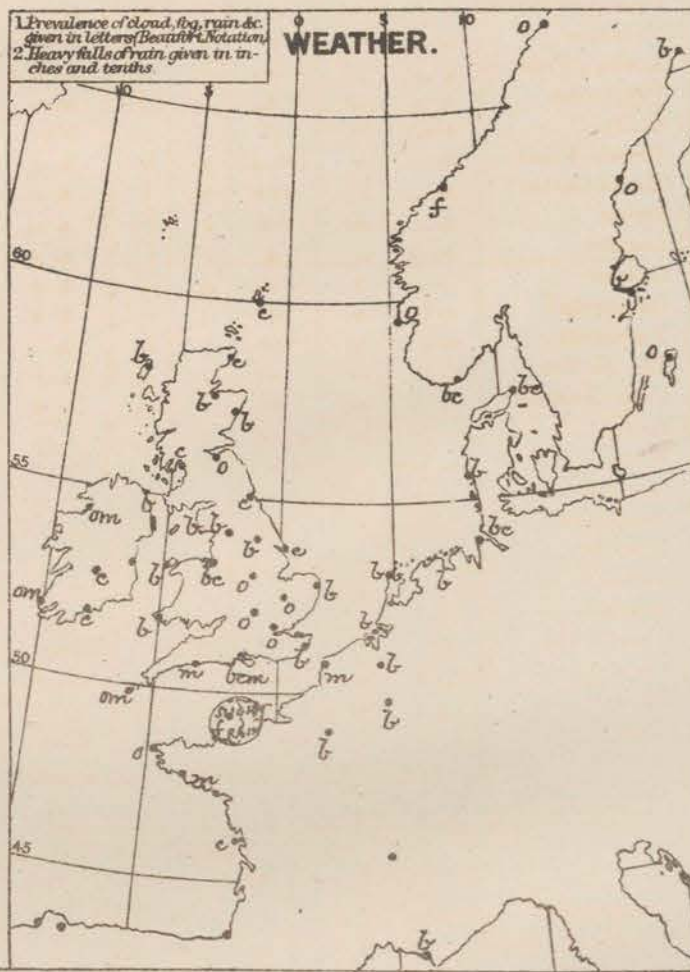 1. Prevalence of cloud, fog, rain &c.
given in letters (Beaufort Notation)
2. Heavy falls of rain given in in-
ches and tenths.
WEATHER.
10 5 0 5 10
o
b
o
f
60
c
o
b
c
o
b
b
bc
c
o
b
55
c
om
b
b
b
b
c
bc
c
b
bc
b
b
b
om
c
b
o
o
b
o
o
b
b
50
m
bcm
m
b
om
b
b
o
m
c
45
b